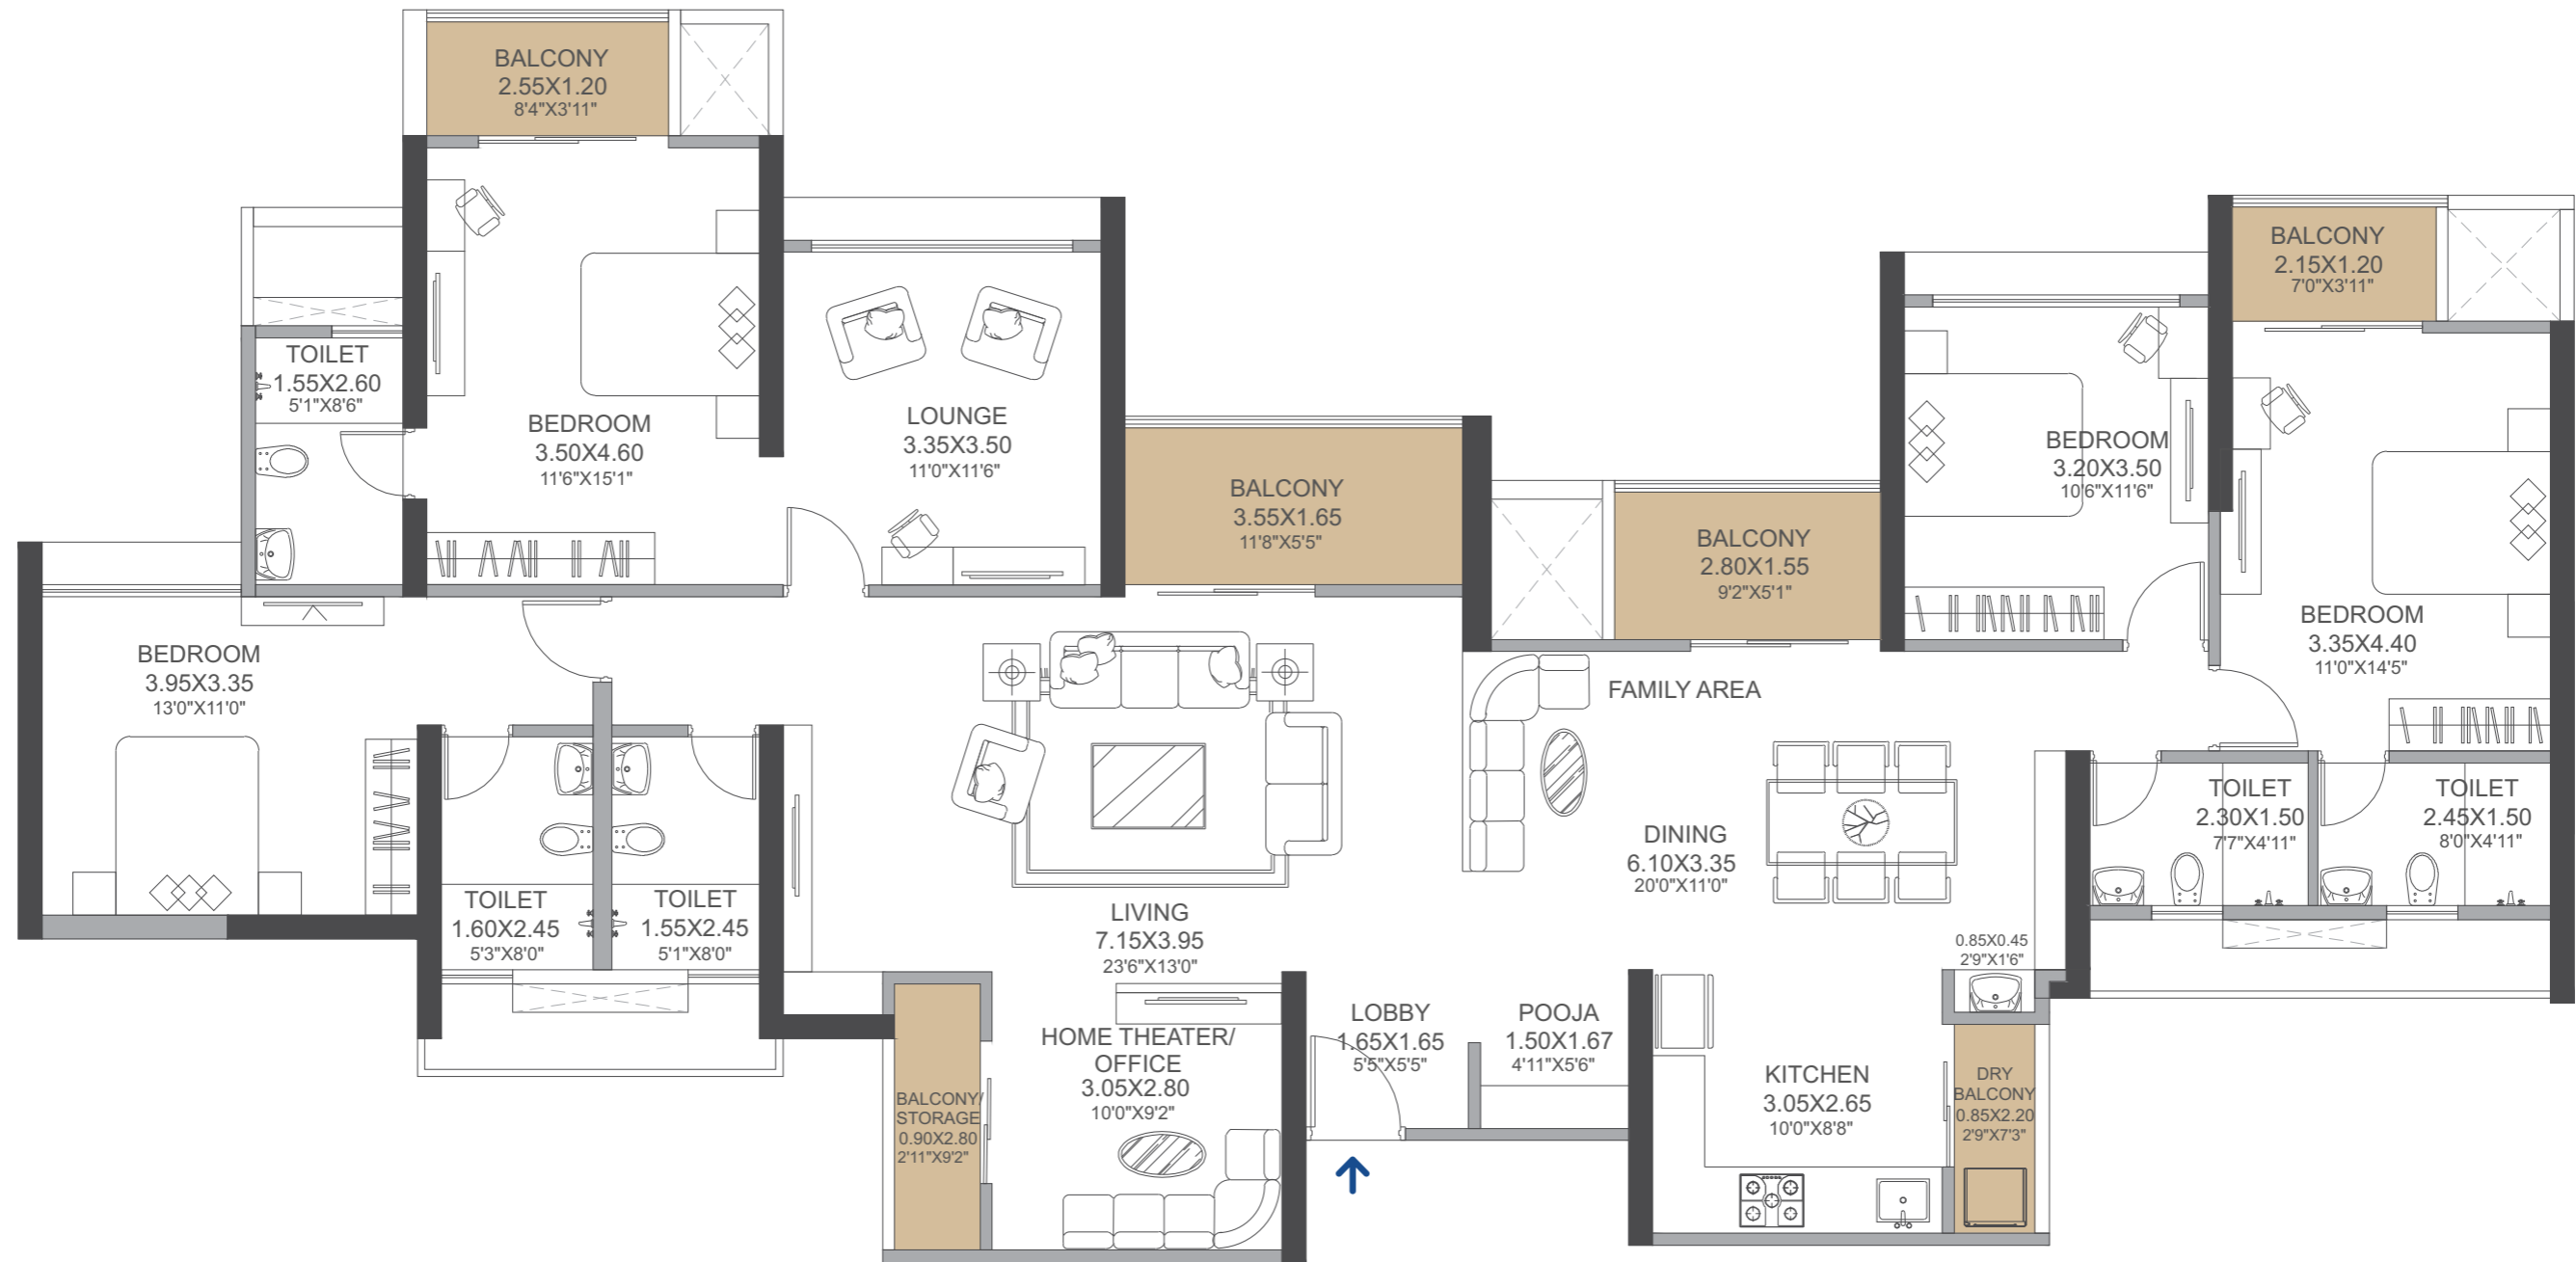 BALCONY
2.55X1.20
8'4"X3'11"
BALCONY
2.15X1.20
7'0"X3'11"
TOILET
1.55X2.60
5'1"X8'6"
BEDROOM
3.50X4.60
11'6"X15'1"
LOUNGE
3.35X3.50
11'0"X11'6"
BEDROOM
3.20X3.50
10'6"X11'6"
BALCONY
3.55X1.65
11'8"X5'5"
BALCONY
2.80X1.55
9'2"X5'1"
BEDROOM
3.35X4.40
11'0"X14'5"
BEDROOM
3.95X3.35
13'0"X11'0"
FAMILY AREA
TOILET
2.30X1.50
7'7"X4'11"
TOILET
2.45X1.50
8'0"X4'11"
DINING
6.10X3.35
20'0"X11'0"
TOILET
1.60X2.45
5'3"X8'0"
TOILET
1.55X2.45
5'1"X8'0"
LIVING
7.15X3.95
23'6"X13'0"
0.85X0.45
2'9"X1'6"
HOME THEATER/
OFFICE
3.05X2.80
10'0"X9'2"
LOBBY
1.65X1.65
5'5"X5'5"
POOJA
1.50X1.67
4'11"X5'6"
KITCHEN
3.05X2.65
10'0"X8'8"
DRY
BALCONY
0.85X2.20
2'9"X7'3"
BALCONY/
STORAGE
0.90X2.80
2'11"X9'2"